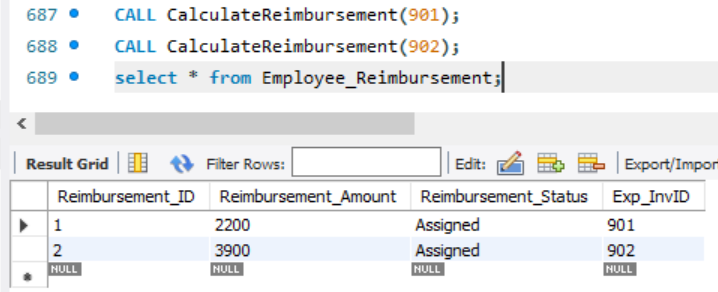 687 CALL CalculateReimbursement(901);
688 CALL CalculateReimbursement(902);
689 select * from Employee_Reimbursement;
Result Grid Filter Rows: Edit: Export/Impor
Reimbursement_ID Reimbursement_Amount Reimbursement_Status Exp_InvID
1 2200 Assigned 901
2 3900 Assigned 902
NULL NULL NULL NULL